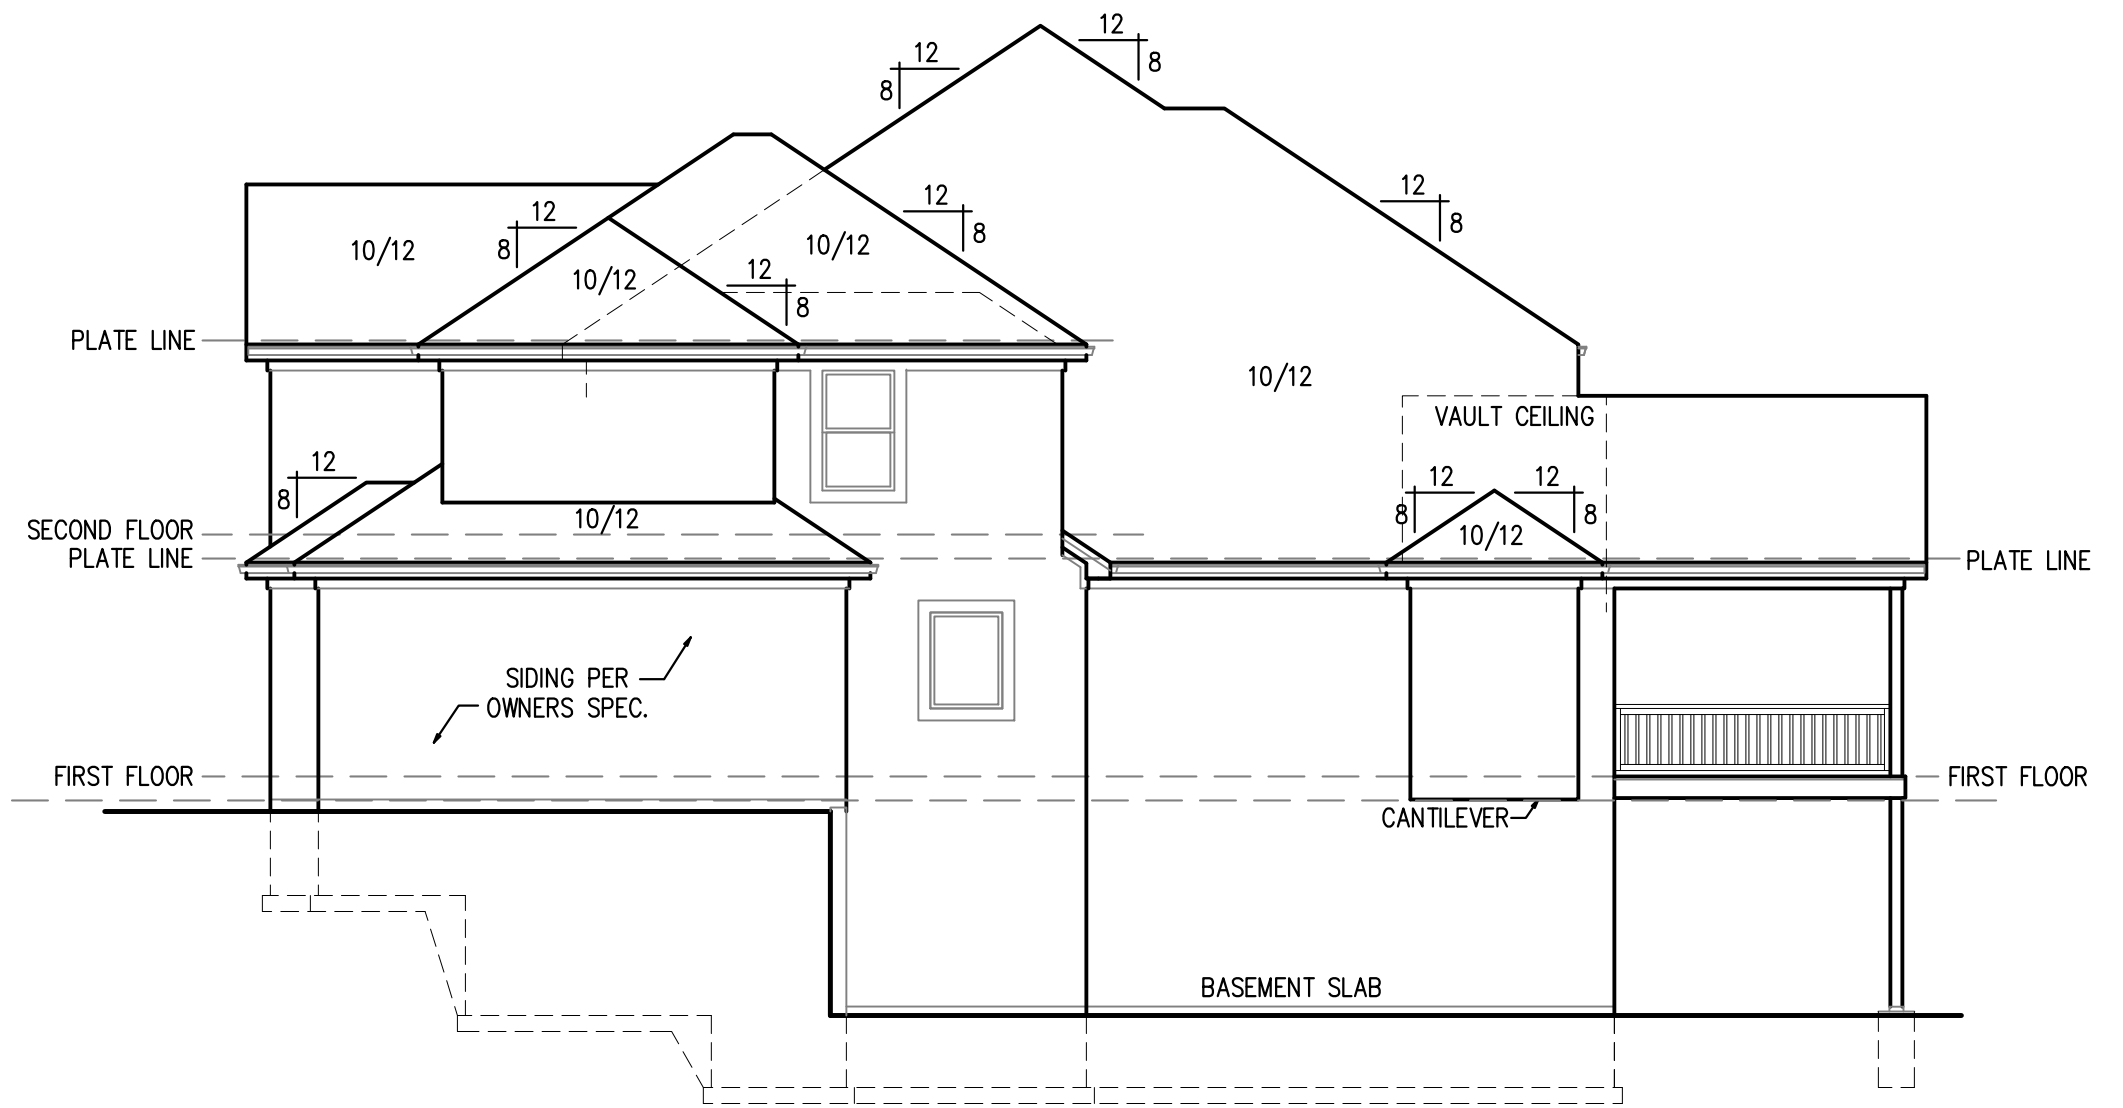 12
8
12
8
12
8
12
8
12
8
10/12
10/12
10/12
12
8
PLATE LINE
10/12
VAULT CEILING
12
8
12
8
12
8
10/12
10/12
SECOND FLOOR
PLATE LINE
PLATE LINE
SIDING PER
OWNERS SPEC.
FIRST FLOOR
FIRST FLOOR
CANTILEVER
BASEMENT SLAB